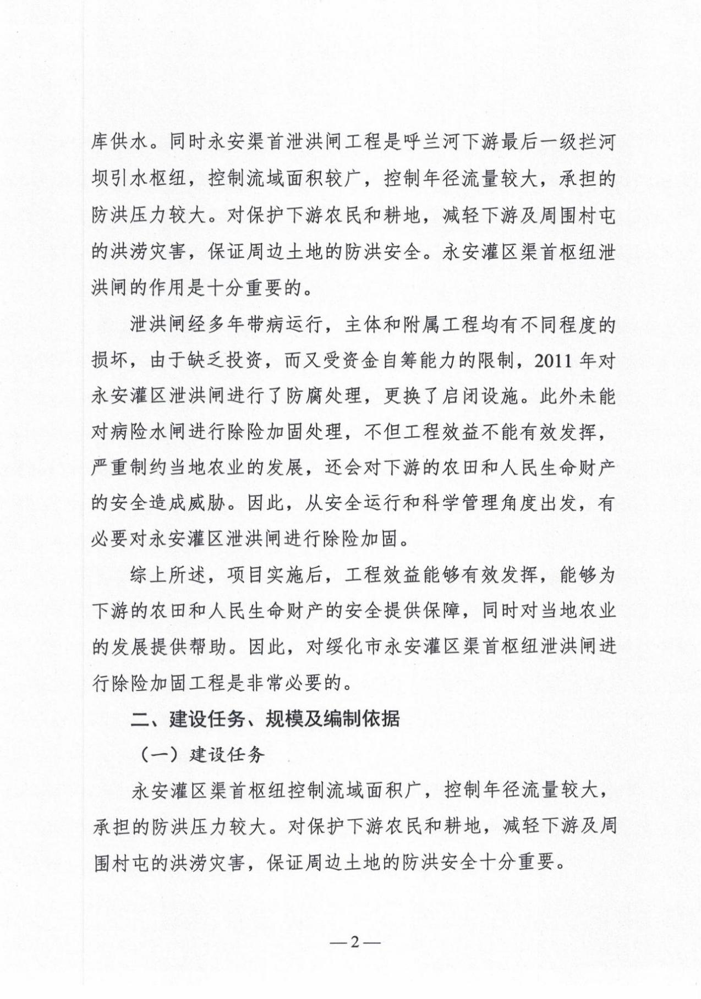 库供水。同时永安渠首泄洪闸工程是呼兰河下游最后一级拦河
坝引水枢纽，控制流域面积较广，控制年径流量较大，承担的
防洪压力较大。对保护下游农民和耕地，减轻下游及周围村屯
的洪涝灾害，保证周边土地的防洪安全。永安灌区渠首枢纽泄
洪闸的作用是十分重要的。
泄洪闸经多年带病运行，主体和附属工程均有不同程度的
损坏，由于缺乏投资，而又受资金自筹能力的限制，2011 年对
永安灌区泄洪闸进行了防腐处理，更换了启闭设施。此外未能
对病险水闸进行除险加固处理，不但工程效益不能有效发挥，
严重制约当地农业的发展，还会对下游的农田和人民生命财产
的安全造成威胁。因此，从安全运行和科学管理角度出发，有
必要对永安灌区泄洪闸进行除险加固。
综上所述，项目实施后，工程效益能够有效发挥，能够为
下游的农田和人民生命财产的安全提供保障，同时对当地农业
的发展提供帮助。因此，对绥化市永安灌区渠首枢纽泄洪闸进
行除险加固工程是非常必要的。
二、建设任务、规模及编制依据
（一）建设任务
永安灌区渠首枢纽控制流域面积广，控制年径流量较大，
承担的防洪压力较大。对保护下游农民和耕地，减轻下游及周
围村屯的洪涝灾害，保证周边土地的防洪安全十分重要。
—2—